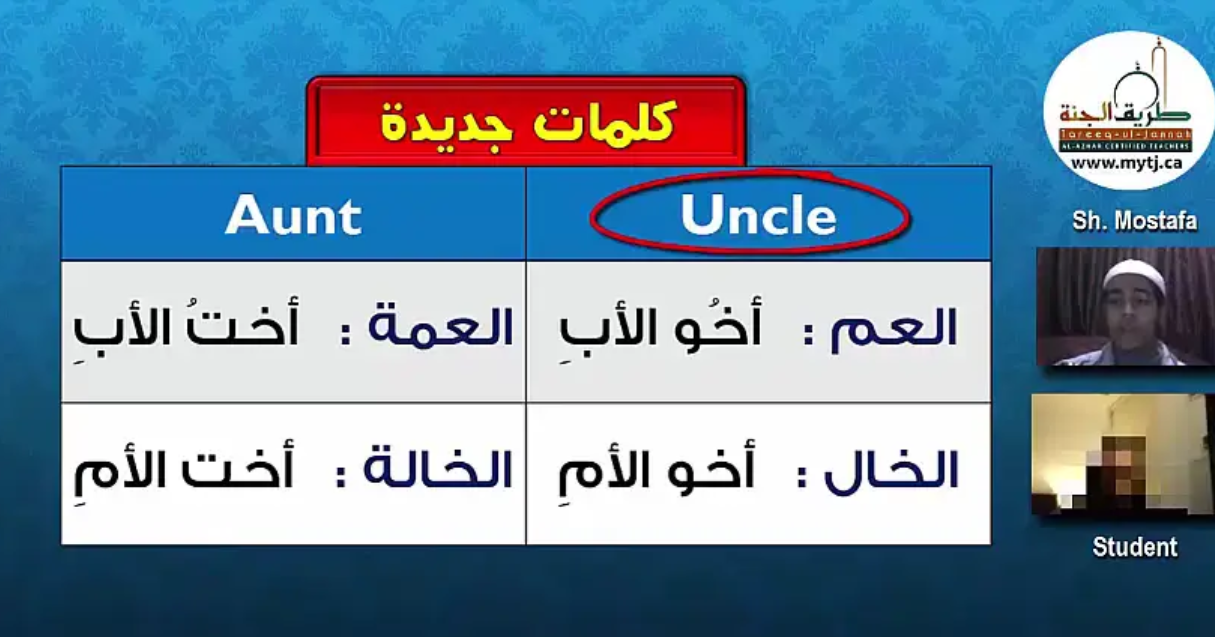 كلمات جديدة
Aunt Uncle
العم : أخُو الأبِ العمة : أختُ الأبِ
الخال : أخو الأمِ الخالة : أخت الأمِ
طريق الجنة
Tareeq-ul-Jannah
AL-AZHAR CERTIFIED TEACHERS
www.mytj.ca
Sh. Mostafa
Student